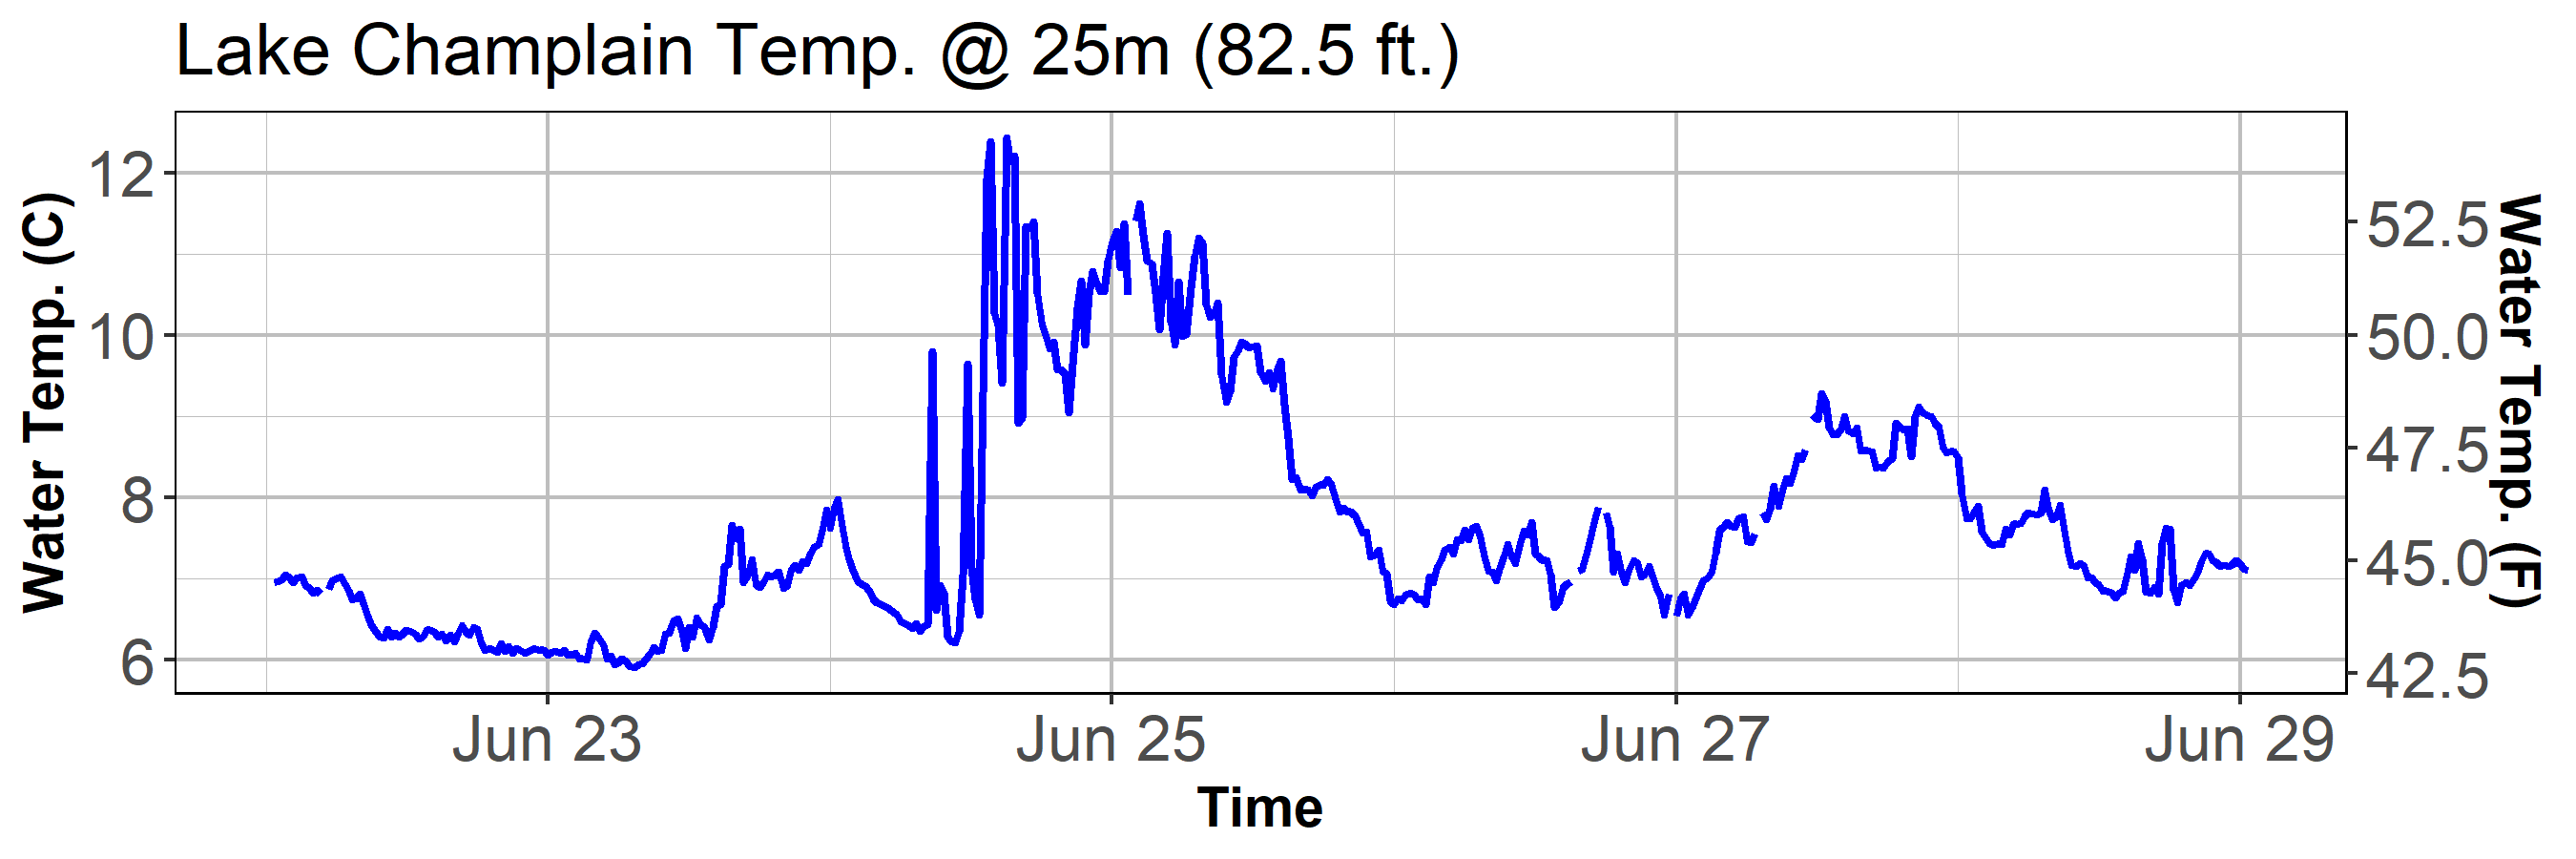 Lake Champlain Temp. @ 25m (82.5 ft.)
Water Temp. (C)
12
10
8
6
52.5
50.0
47.5
45.0
42.5
Water Temp. (F)
Jun 23 Jun 25 Jun 27 Jun 29
Time